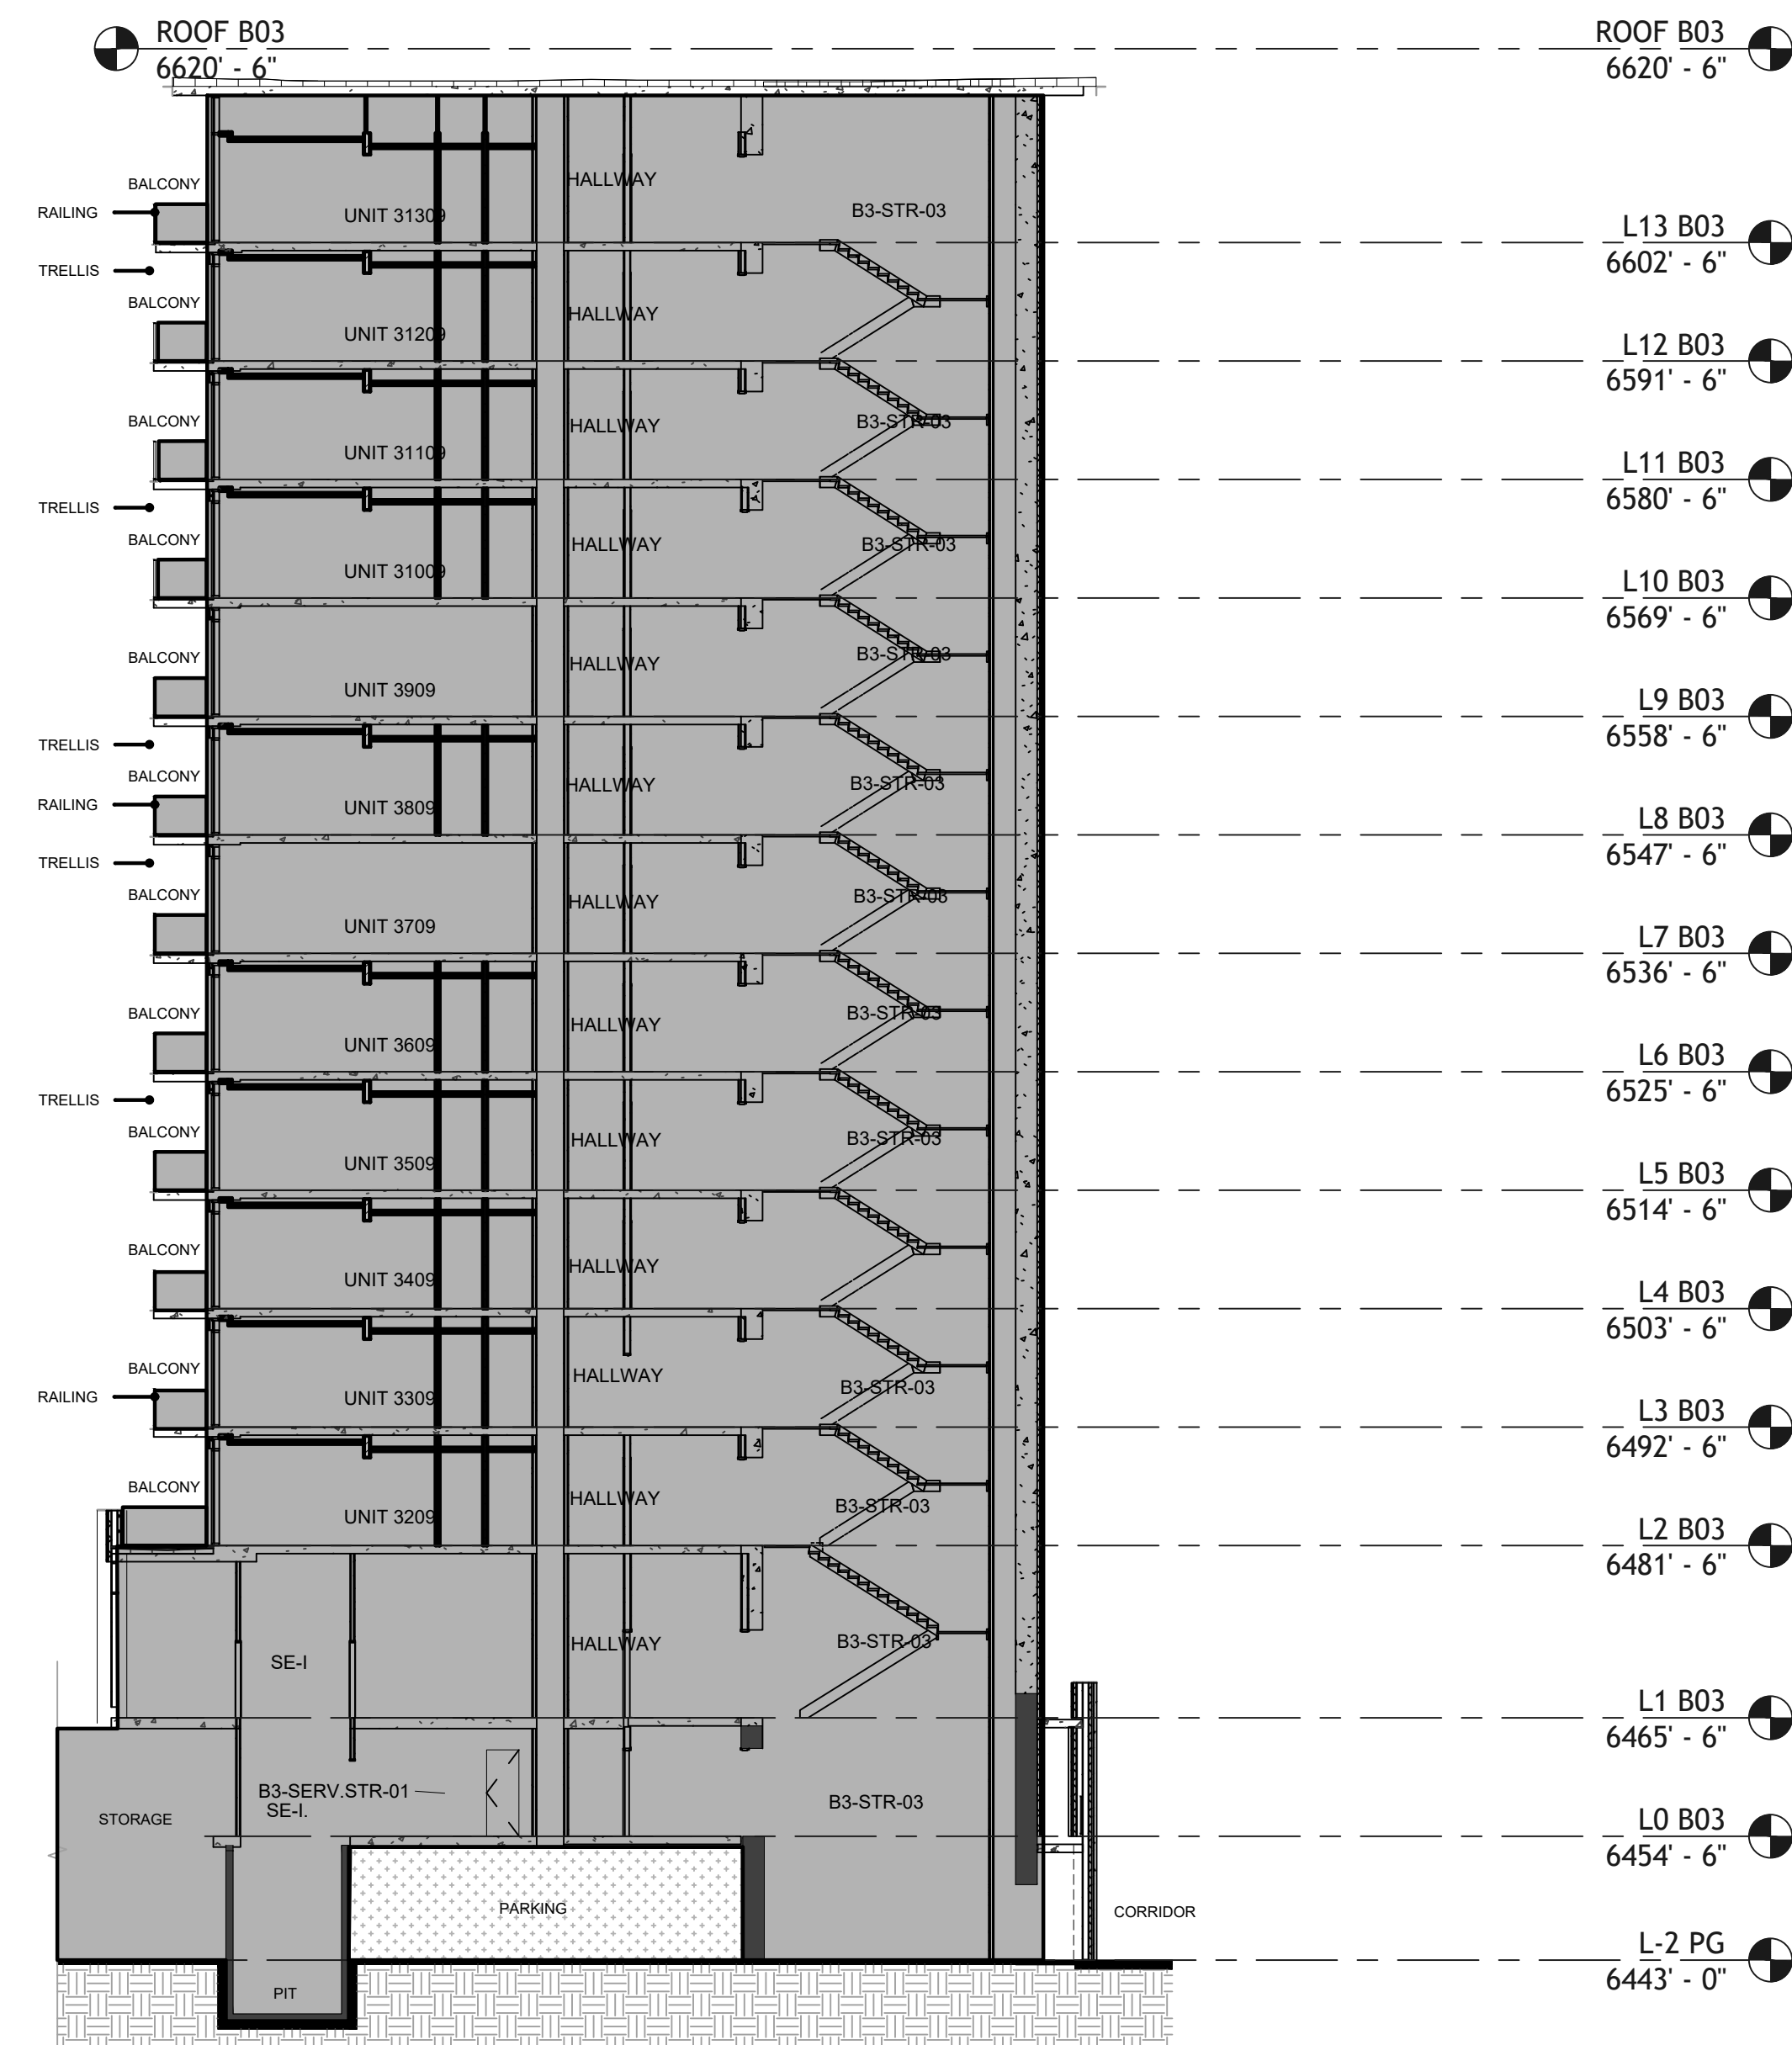 ROOF B03
6620' - 6"
ROOF B03
6620' - 6"
BALCONY
HALLWAY
RAILING
UNIT 31309
B3-STR-03
L13 B03
6602' - 6"
TRELLIS
BALCONY
HALLWAY
UNIT 31209
L12 B03
6591' - 6"
BALCONY
HALLWAY
B3-STR-03
UNIT 31109
L11 B03
6580' - 6"
TRELLIS
BALCONY
HALLWAY
B3-STR-03
UNIT 31009
L10 B03
6569' - 6"
BALCONY
HALLWAY
B3-STR-03
UNIT 3909
L9 B03
6558' - 6"
TRELLIS
BALCONY
HALLWAY
B3-STR-03
RAILING
UNIT 3809
L8 B03
6547' - 6"
TRELLIS
BALCONY
HALLWAY
B3-STR-03
UNIT 3709
L7 B03
6536' - 6"
BALCONY
HALLWAY
B3-STR-03
UNIT 3609
L6 B03
6525' - 6"
TRELLIS
BALCONY
HALLWAY
B3-STR-03
UNIT 3509
L5 B03
6514' - 6"
BALCONY
HALLWAY
UNIT 3409
L4 B03
6503' - 6"
BALCONY
HALLWAY
B3-STR-03
RAILING
UNIT 3309
L3 B03
6492' - 6"
BALCONY
HALLWAY
B3-STR-03
UNIT 3209
L2 B03
6481' - 6"
SE-I
HALLWAY
B3-STR-03
L1 B03
6465' - 6"
B3-SERV.STR-01
SE-I.
STORAGE
B3-STR-03
L0 B03
6454' - 6"
PARKING
CORRIDOR
L-2 PG
6443' - 0"
PIT